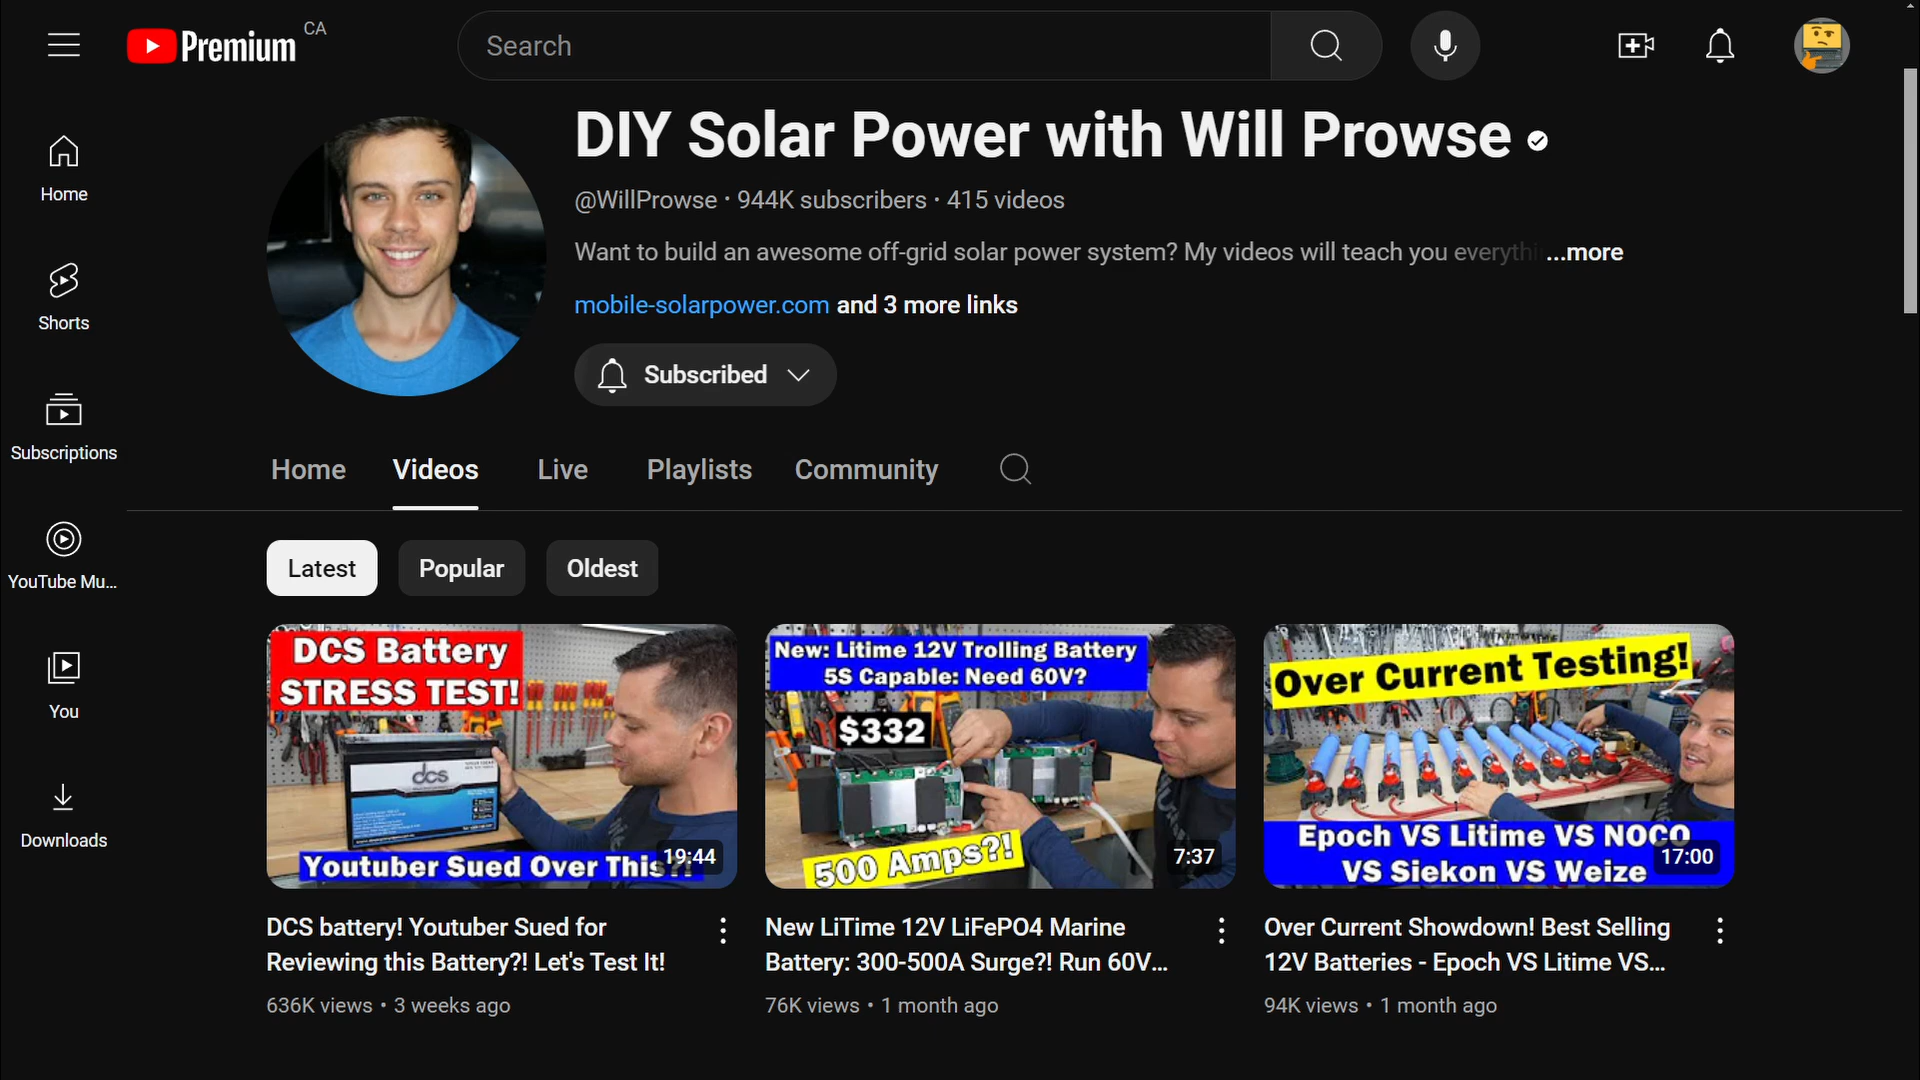 Premium CA
Search
Home
Shorts
Subscriptions
YouTube Mu...
You
Downloads
DIY Solar Power with Will Prowse
@WillProwse · 944K subscribers · 415 videos
Want to build an awesome off-grid solar power system? My videos will teach you everythi ...more
mobile-solarpower.com and 3 more links
Subscribed
Home Videos Live Playlists Community
Latest Popular Oldest
DCS Battery
STRESS TEST!
dcs
Youtuber Sued Over This?!
19:44
DCS battery! Youtuber Sued for
Reviewing this Battery?! Let's Test It!
636K views • 3 weeks ago
New: Litime 12V Trolling Battery
5S Capable: Need 60V?
$332
500 Amps?!
7:37
New LiTime 12V LiFePO4 Marine
Battery: 300-500A Surge?! Run 60V...
76K views • 1 month ago
Over Current Testing!
Epoch VS Litime VS NOCO
VS Siekon VS Weize
17:00
Over Current Showdown! Best Selling
12V Batteries - Epoch VS Litime VS...
94K views • 1 month ago